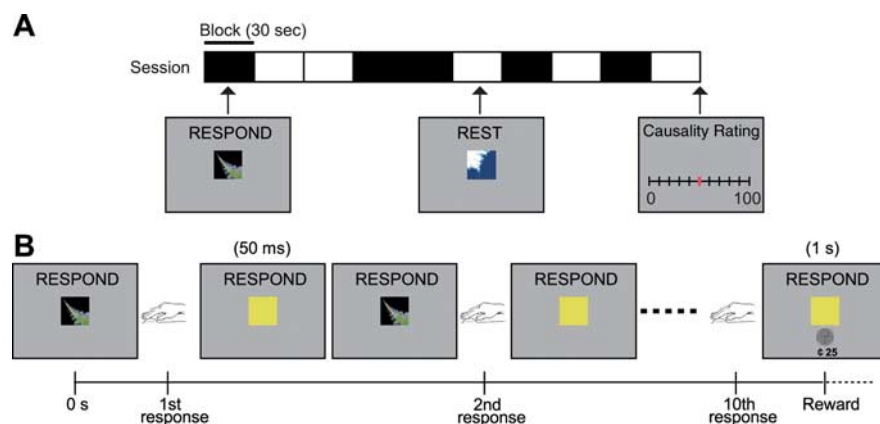 A
Block (30 sec)
Session
RESPOND
REST
Causality Rating
0 100
B
(50 ms) (1 s)
RESPOND RESPOND RESPOND RESPOND RESPOND
¢ 25
0 s 1st response 2nd response 10th response Reward